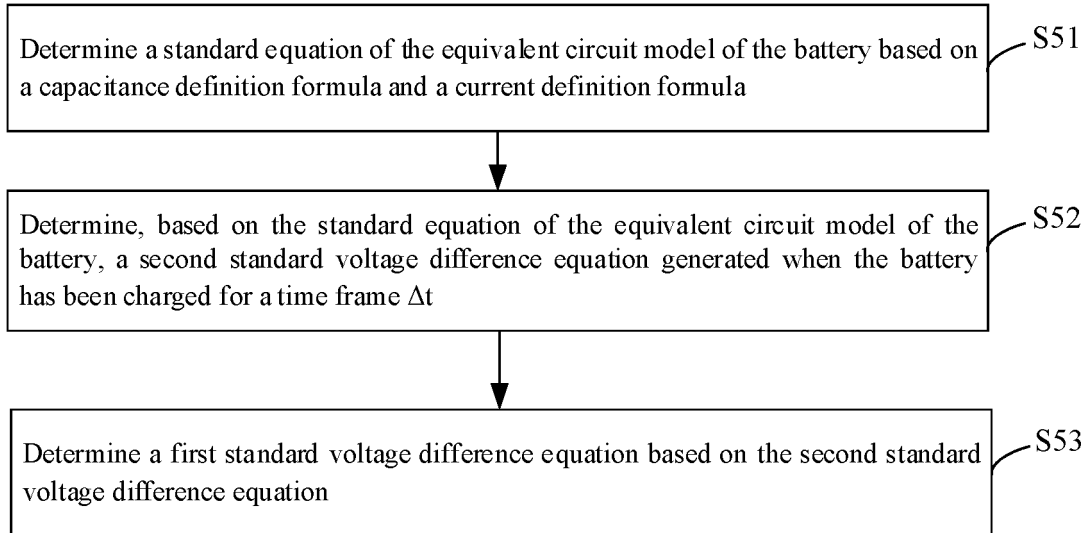 Determine a standard equation of the equivalent circuit model of the battery based on
a capacitance definition formula and a current definition formula
S51
Determine, based on the standard equation of the equivalent circuit model of the
battery, a second standard voltage difference equation generated when the battery
has been charged for a time frame Δt
S52
Determine a first standard voltage difference equation based on the second standard
voltage difference equation
S53